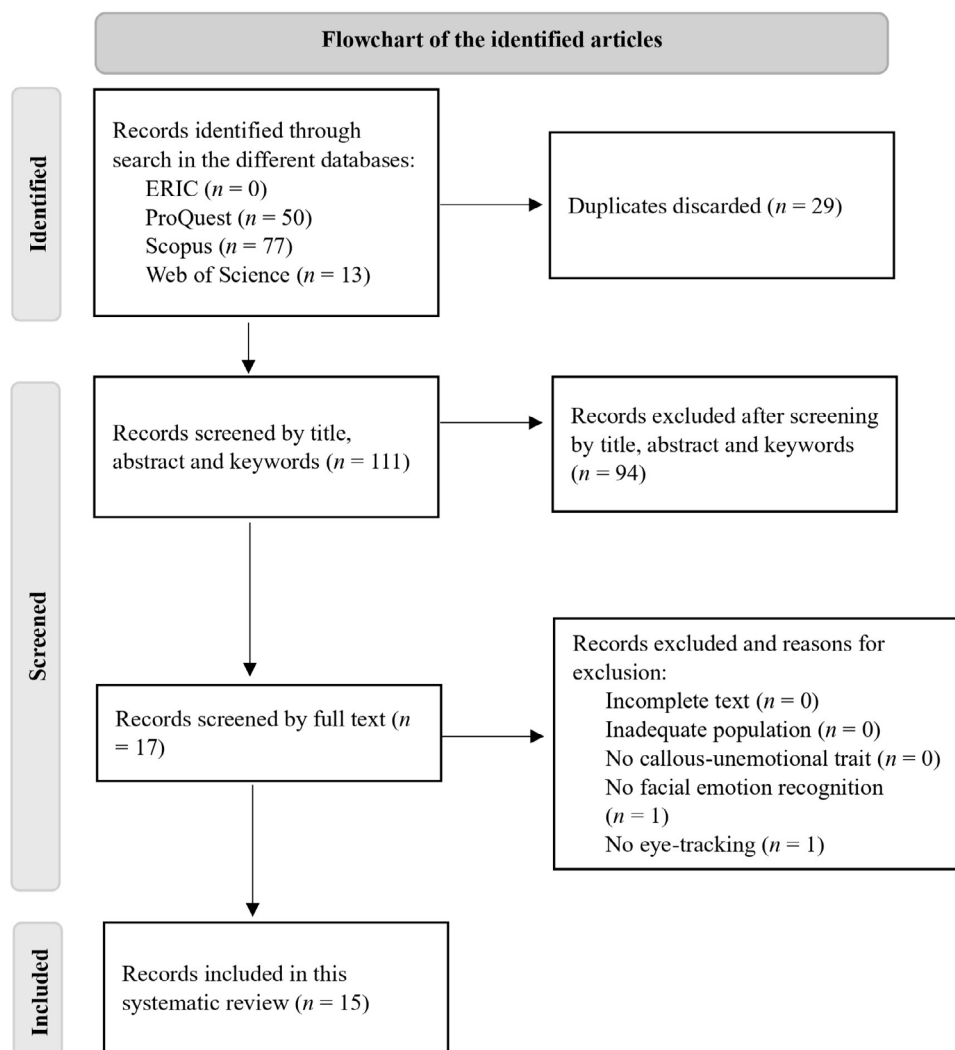 Flowchart of the identified articles
Identified
Records identified through
search in the different databases:
ERIC (n = 0)
ProQuest (n = 50)
Scopus (n = 77)
Web of Science (n = 13)
Duplicates discarded (n = 29)
Screened
Records screened by title,
abstract and keywords (n = 111)
Records excluded after screening
by title, abstract and keywords
(n = 94)
Records screened by full text (n
= 17)
Records excluded and reasons for
exclusion:
Incomplete text (n = 0)
Inadequate population (n = 0)
No callous-unemotional trait (n = 0)
No facial emotion recognition
(n = 1)
No eye-tracking (n = 1)
Included
Records included in this
systematic review (n = 15)